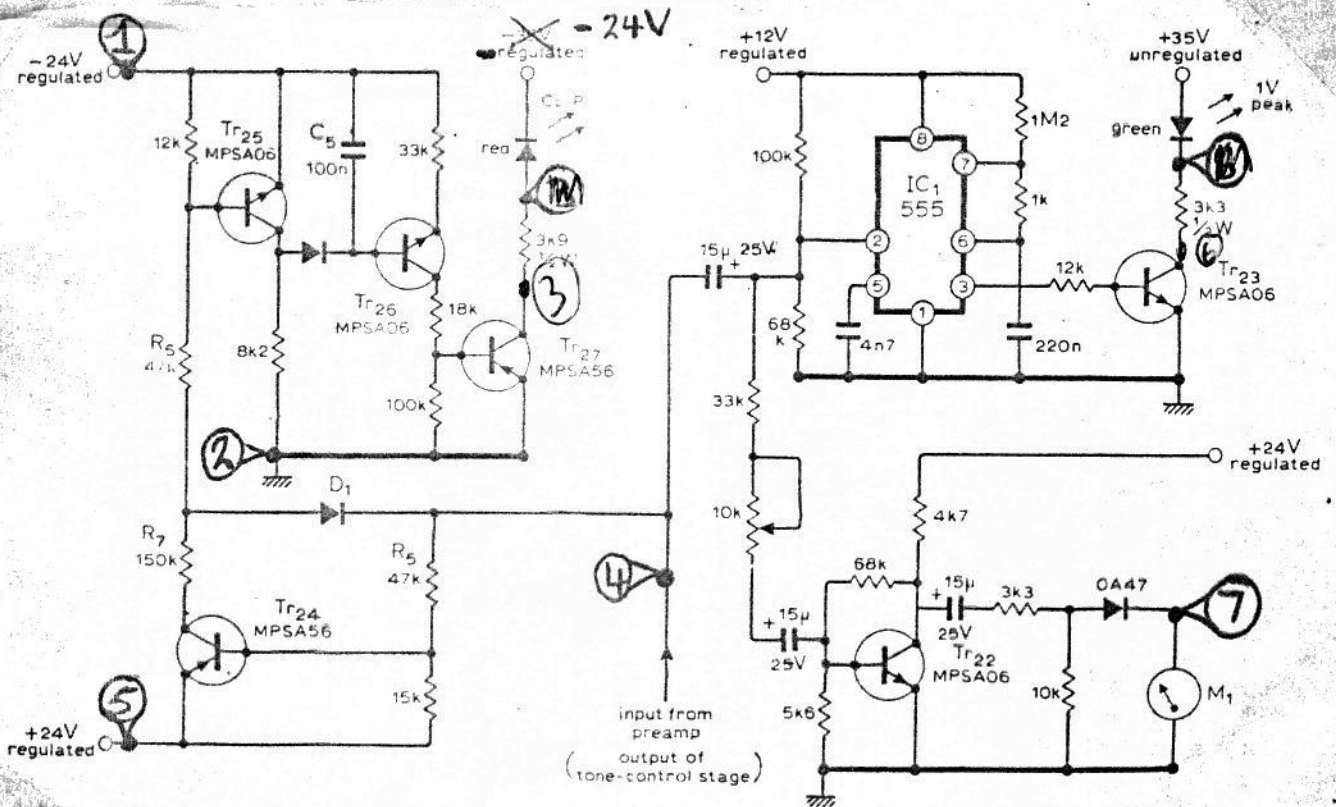 1
-24V
regulated
- 24V
regulated
+12V
regulated
+35V
unregulated
12k
Tr25
MPSA06
C5
100n
33k
red
1V
peak
green
100k
8
7
1M2
IC1
555
1k
2
6
5
3
1
3k3
½W
6
12k
Tr23
MPSA06
15µ
25V
68
k
4n7
220n
3k9
3
Tr26
MPSA06
18k
Tr27
MPSA56
R5
47k
8k2
100k
2
33k
D1
+24V
regulated
R7
150k
R5
47k
10k
4k7
4
68k
Tr24
MPSA56
15µ
25V
15µ
25V
3k3
OA47
7
Tr22
MPSA06
15k
5k6
10k
M1
5
+24V
regulated
input from
preamp
(output of
tone-control stage)